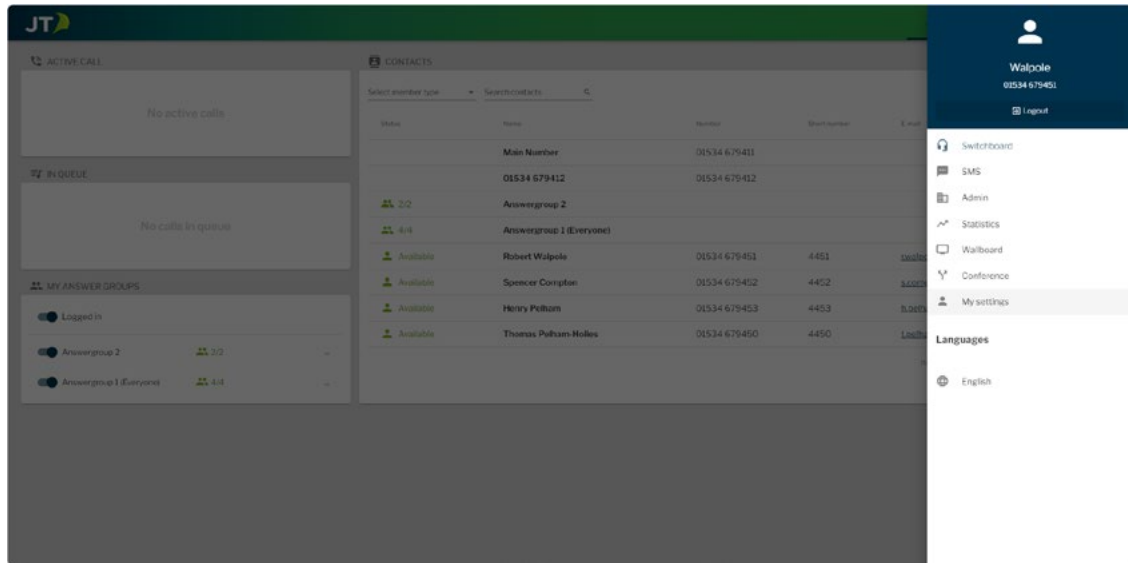 JT
ACTIVE CALL
No active calls
IN QUEUE
No calls in queue
MY ANSWER GROUPS
Logged in
Answergroup 2 2/2
Answergroup 1 (Everyone) 4/4
CONTACTS
Select member type Search contacts
Status Name Number Short number E-mail
Main Number 01534 679411
01534 679412 01534 679412
2/2 Answergroup 2
4/4 Answergroup 1 (Everyone)
Available Robert Walpole 01534 679451 4451
Available Spencer Compton 01534 679452 4452
Available Henry Pelham 01534 679453 4453
Available Thomas Pelham-Holles 01534 679450 4450
Walpole
01534 679451
Logout
Switchboard
SMS
Admin
Statistics
Wallboard
Conference
My settings
Languages
English